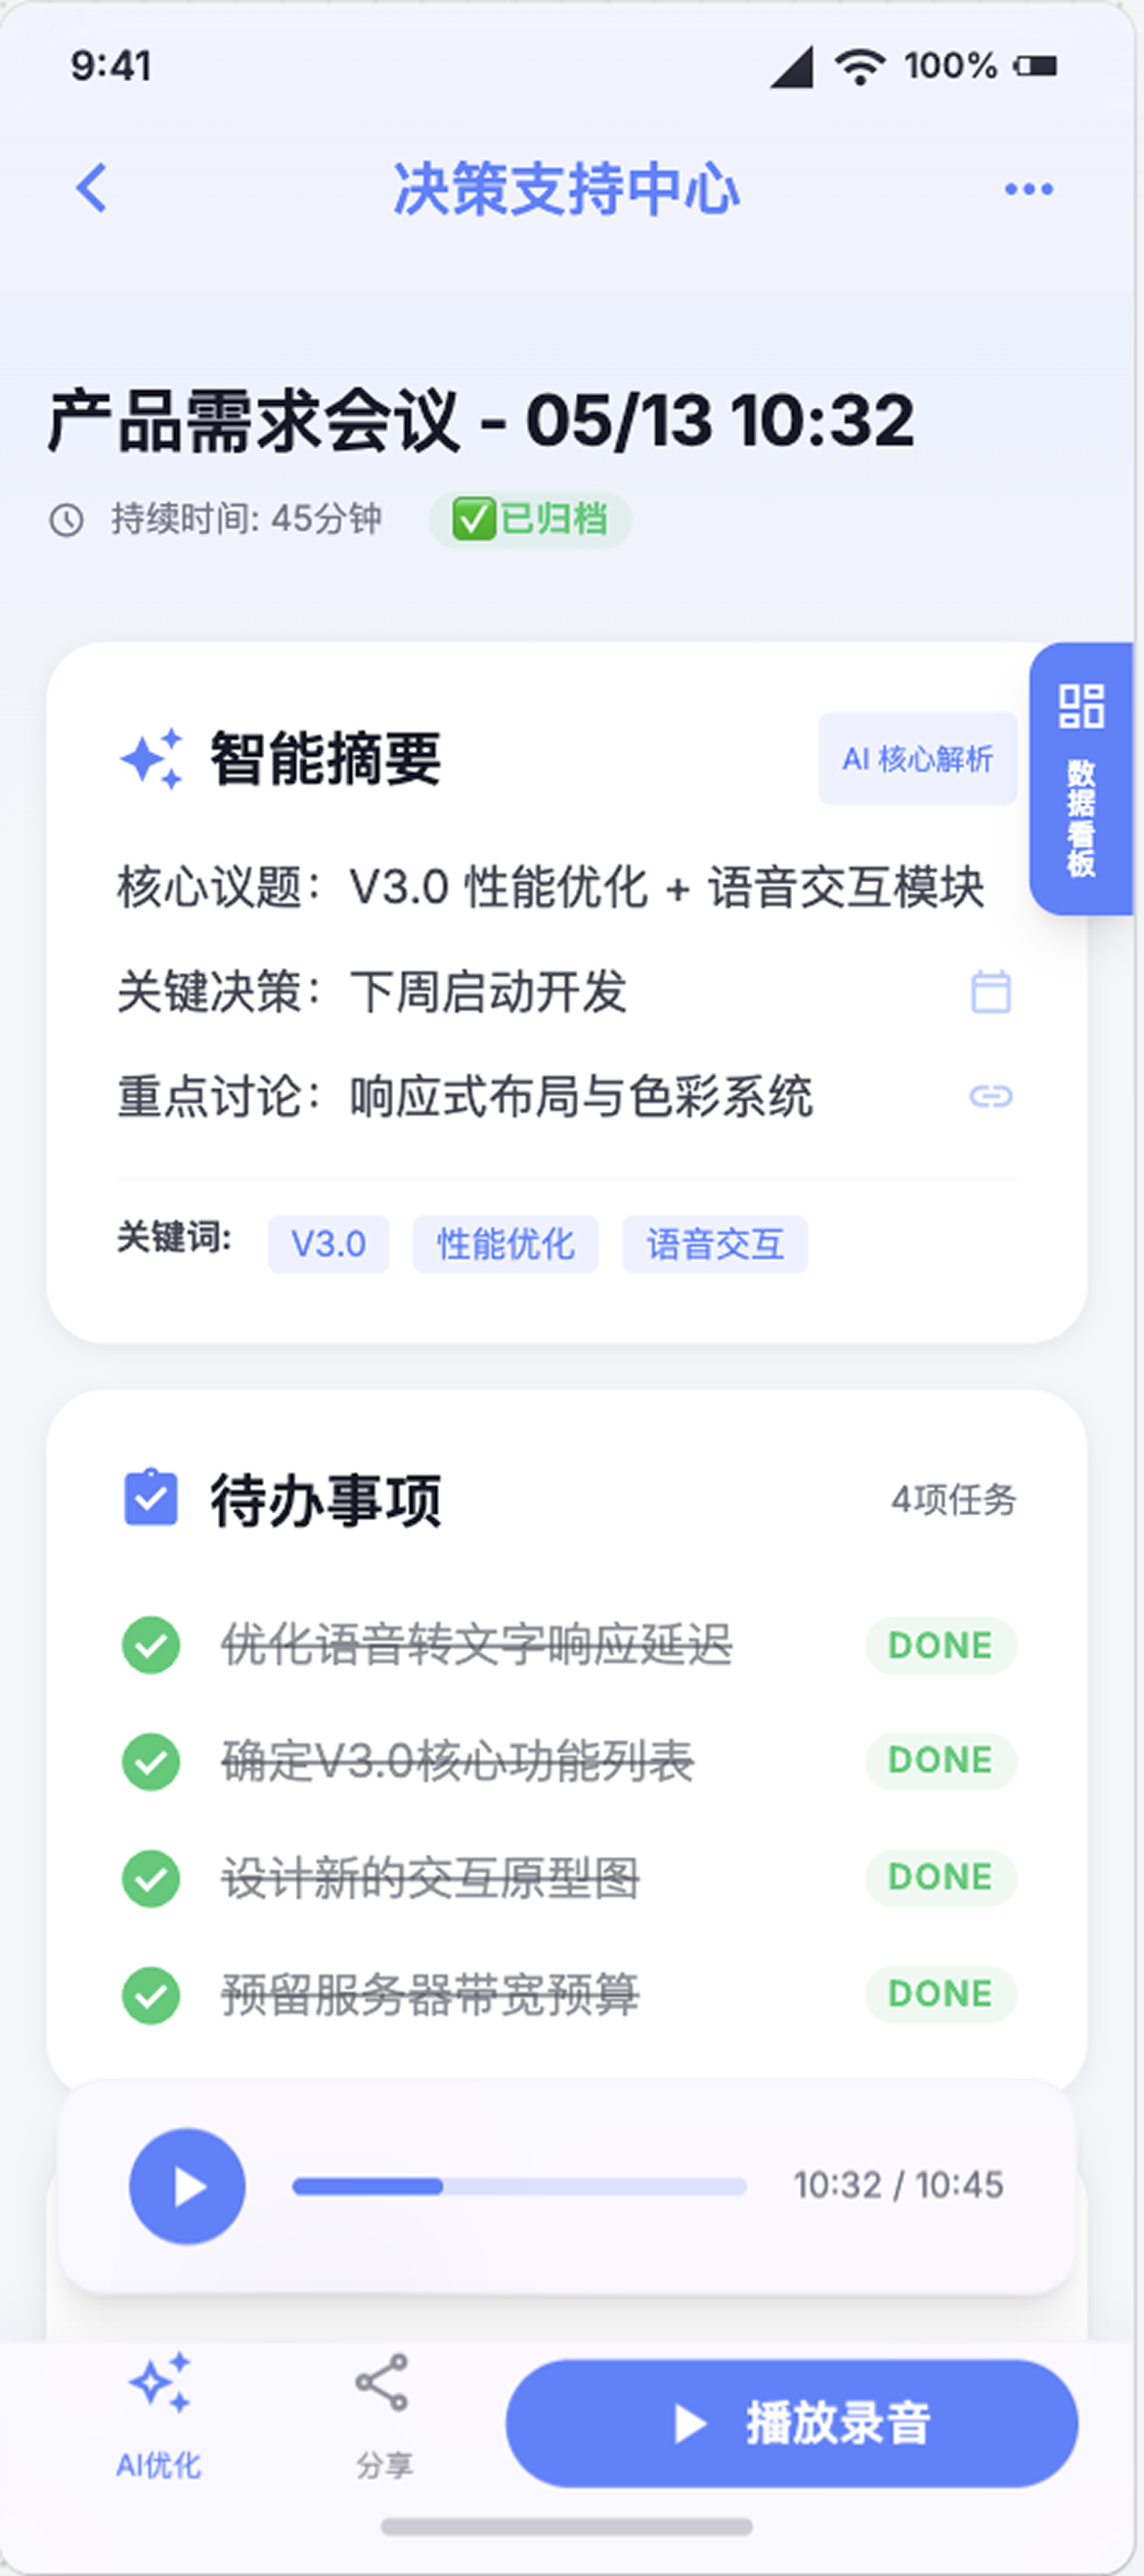 9:41 100%
决策支持中心
产品需求会议 - 05/13 10:32
持续时间: 45分钟 已归档
智能摘要 AI 核心解析
数据看板
核心议题： V3.0 性能优化 + 语音交互模块
关键决策： 下周启动开发
重点讨论： 响应式布局与色彩系统
关键词: V3.0 性能优化 语音交互
待办事项 4项任务
优化语音转文字响应延迟 DONE
确定V3.0核心功能列表 DONE
设计新的交互原型图 DONE
预留服务器带宽预算 DONE
10:32 / 10:45
AI优化 分享 播放录音